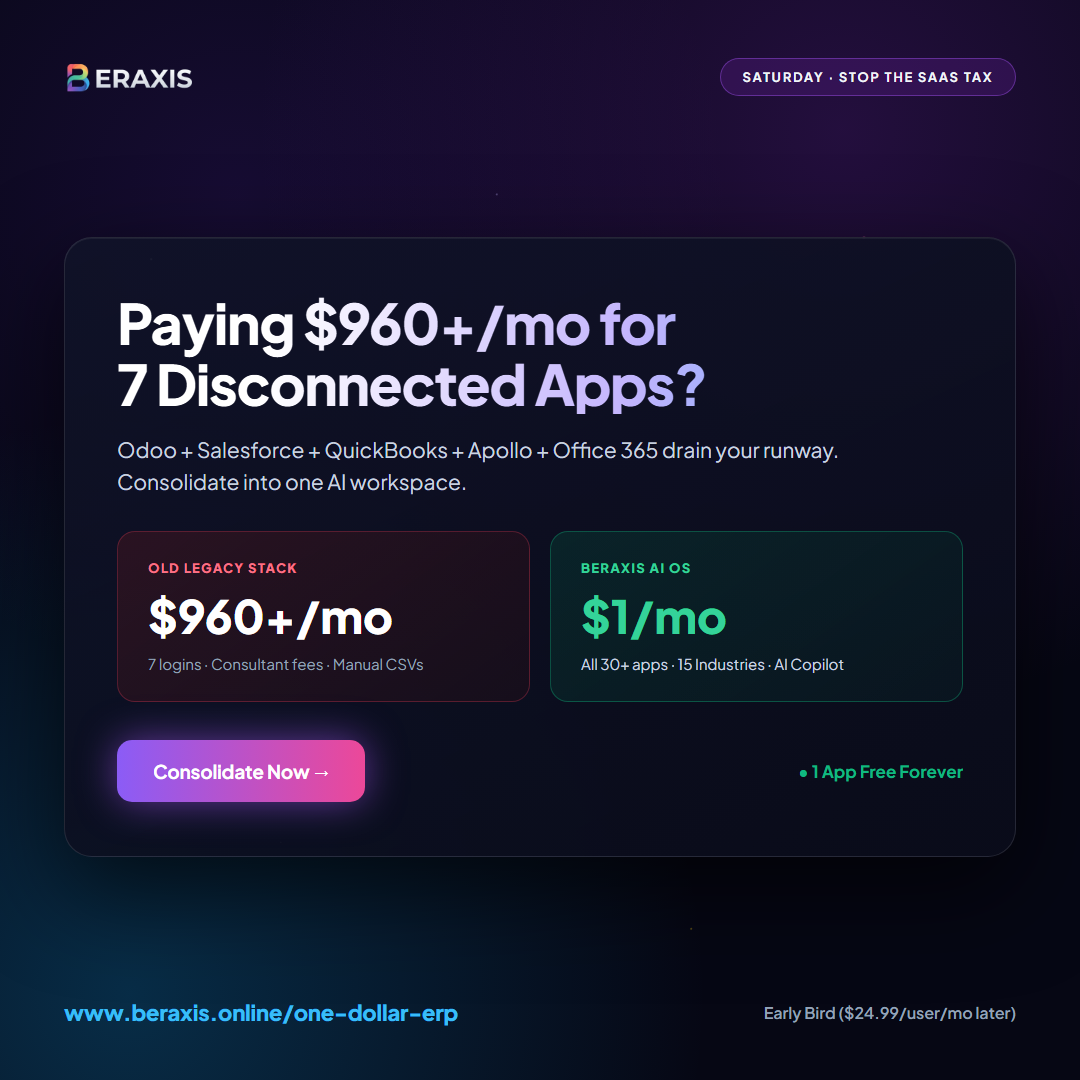 BERAXIS
SATURDAY · STOP THE SAAS TAX
Paying $960+/mo for
7 Disconnected Apps?
Odoo + Salesforce + QuickBooks + Apollo + Office 365 drain your runway.
Consolidate into one AI workspace.
OLD LEGACY STACK
$960+/mo
7 logins · Consultant fees · Manual CSVs
BERAXIS AI OS
$1/mo
All 30+ apps · 15 Industries · AI Copilot
Consolidate Now →
● 1 App Free Forever
www.beraxis.online/one-dollar-erp
Early Bird ($24.99/user/mo later)